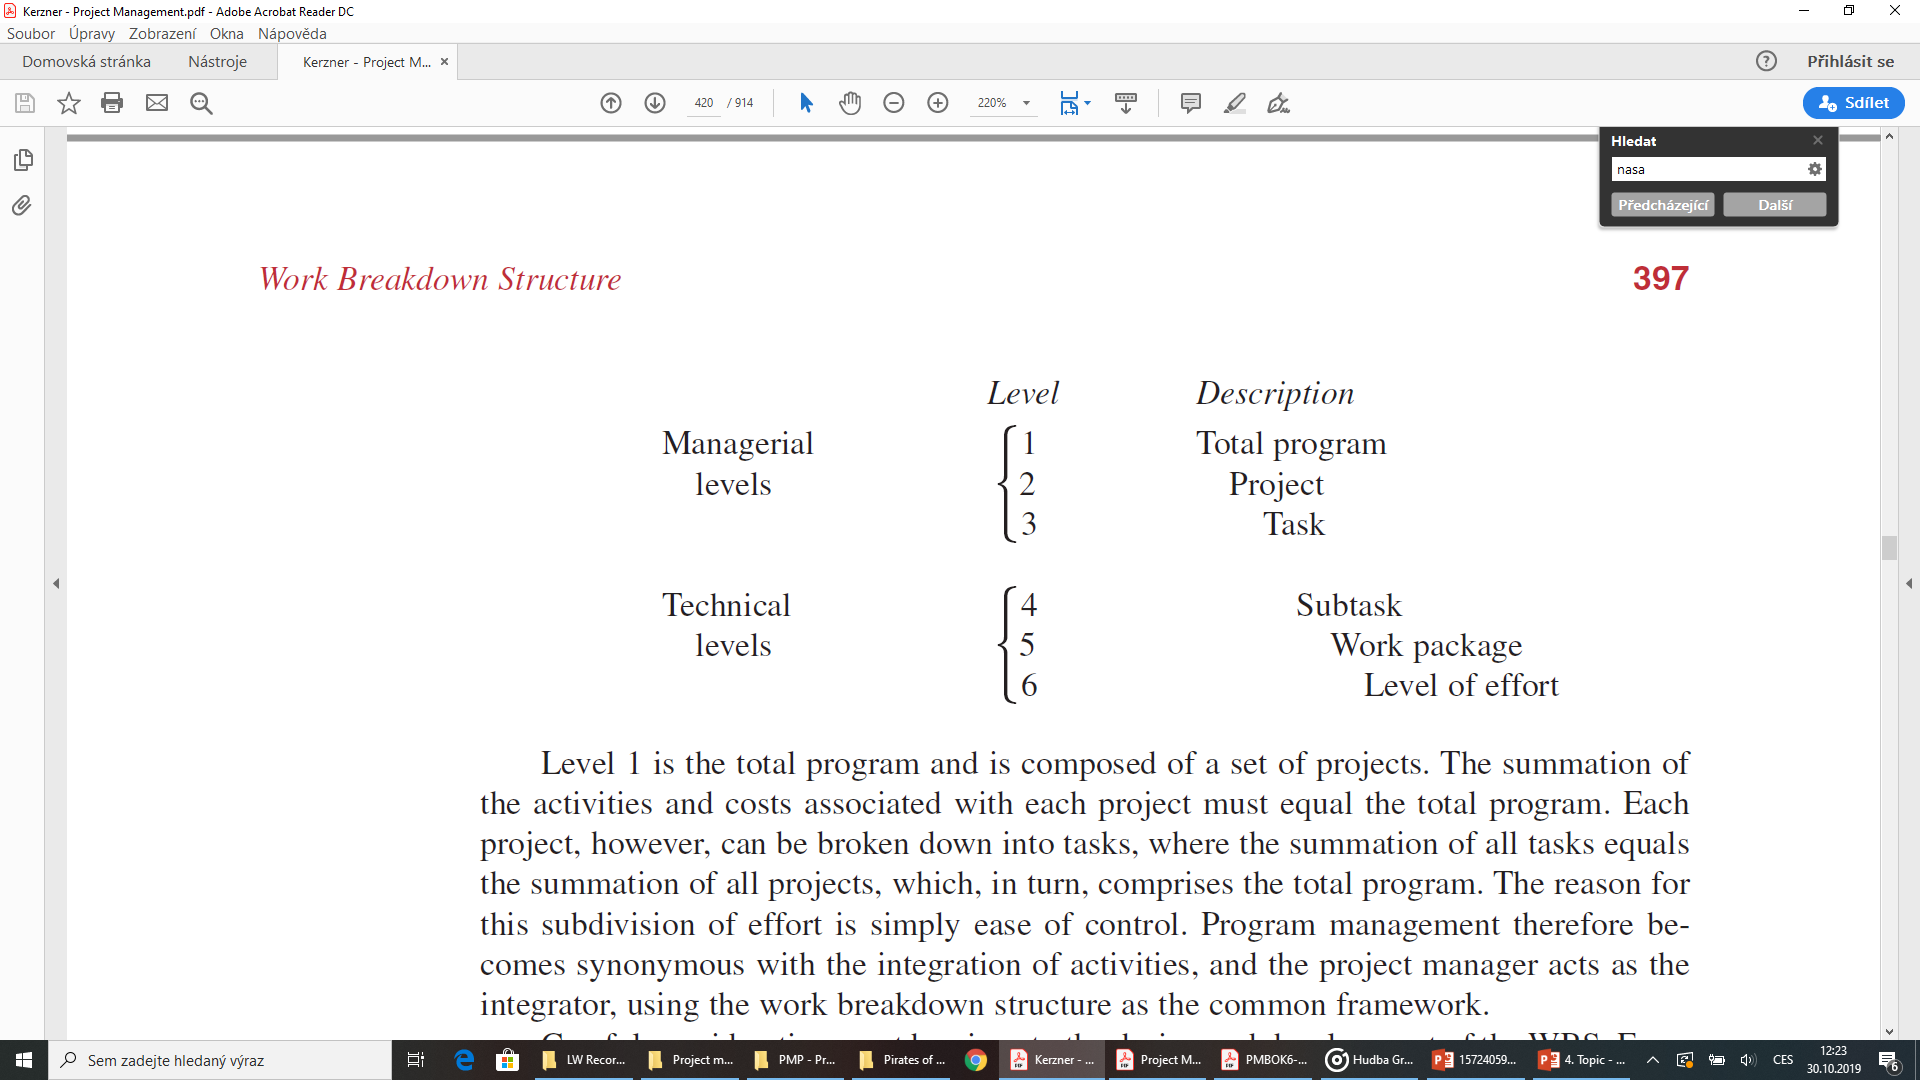 Kerzner - Project Management.pdf - Adobe Acrobat Reader DC
Soubor Úpravy Zobrazení Okna Nápověda
Domovská stránka Nástroje Kerzner - Project M... × Přihlásit se
420 / 914 220% Sdílet
Hledat
nasa
Předcházející Další
Work Breakdown Structure 397
Level Description
Managerial 1 Total program
levels 2 Project
3 Task
Technical 4 Subtask
levels 5 Work package
6 Level of effort
Level 1 is the total program and is composed of a set of projects. The summation of
the activities and costs associated with each project must equal the total program. Each
project, however, can be broken down into tasks, where the summation of all tasks equals
the summation of all projects, which, in turn, comprises the total program. The reason for
this subdivision of effort is simply ease of control. Program management therefore be-
comes synonymous with the integration of activities, and the project manager acts as the
integrator, using the work breakdown structure as the common framework.
Sem zadejte hledaný výraz LW Recor... Project m... PMP - Pr... Pirates of ... Kerzner - ... Project M... PMBOK6-... Hudba Gr... 15724059... 4. Topic - ... CES 12:23
30.10.2019 6